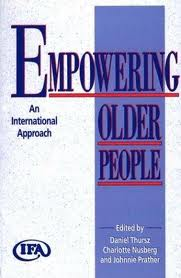 EMPOWERING
An
International
Approach
OLDER
PEOPLE
Edited by
Daniel Thursz
Charlotte Nusberg
and Johnnie Prather
IFA